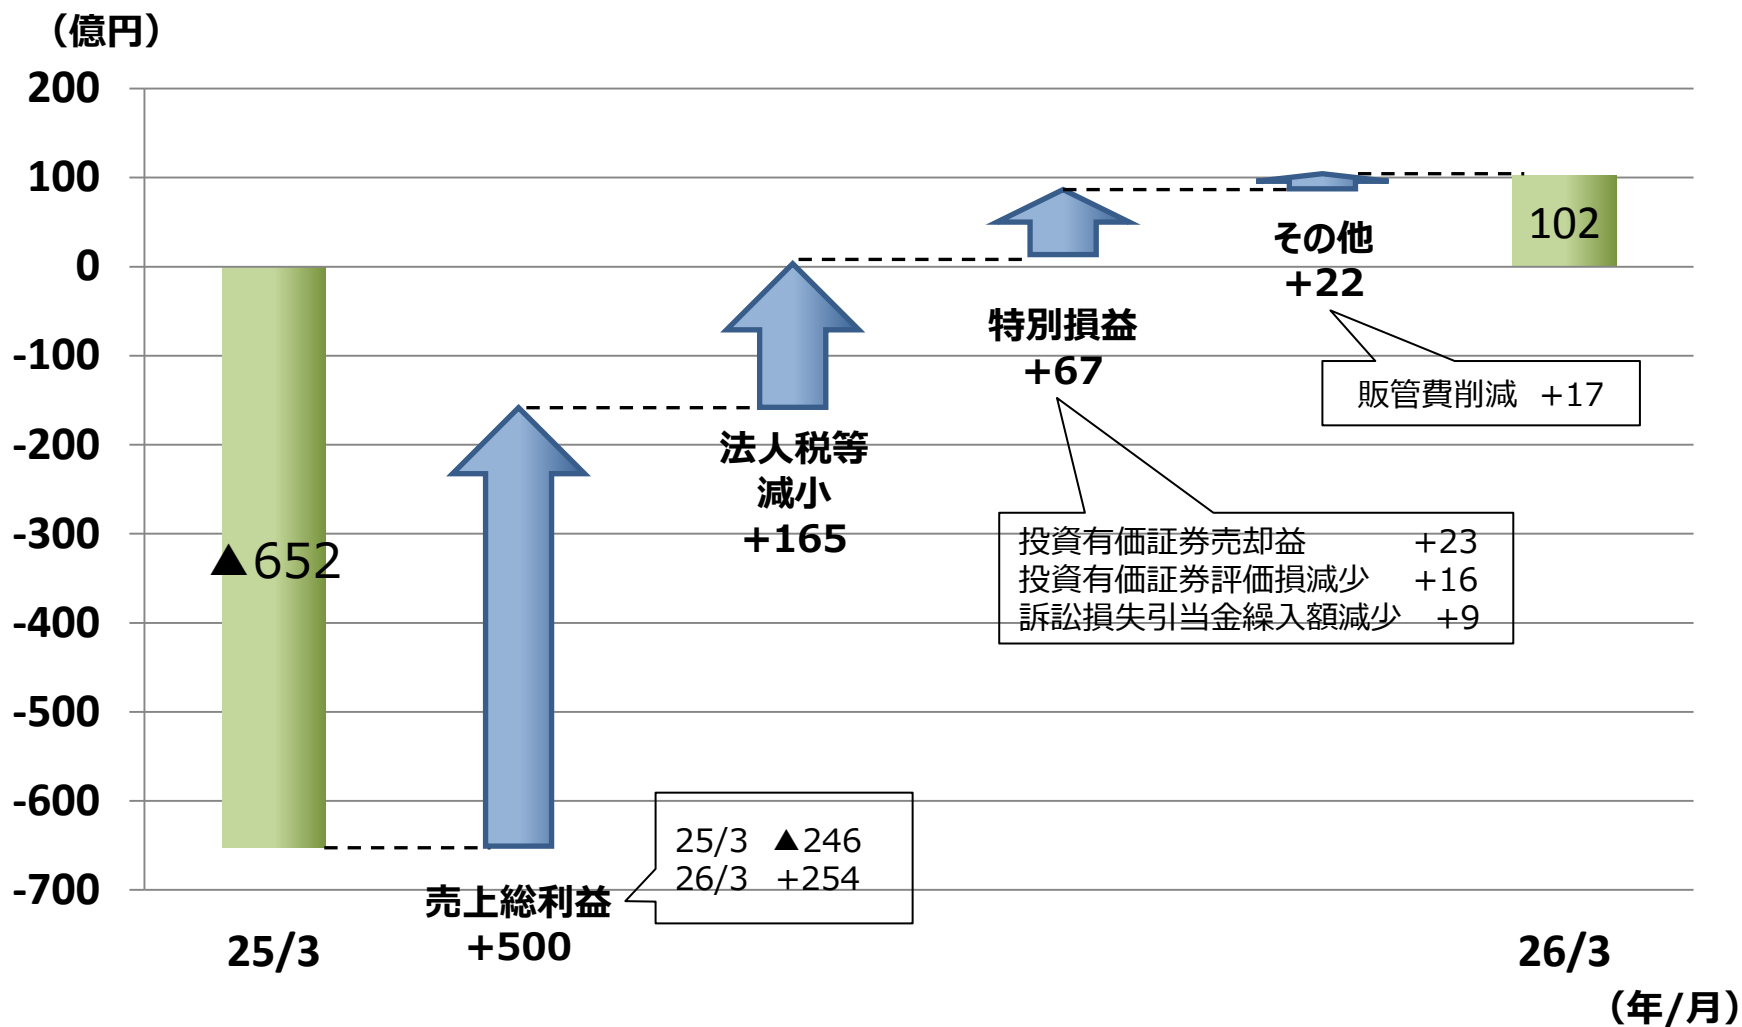 （億円）
200
100
0
-100
-200
-300
-400
-500
-600
-700
▲652
25/3
売上総利益
+500
25/3 ▲246
26/3 +254
法人税等
減小
+165
特別損益
+67
投資有価証券売却益 +23
投資有価証券評価損減少 +16
訴訟損失引当金繰入額減少 +9
その他
+22
販管費削減 +17
102
26/3
（年/月）